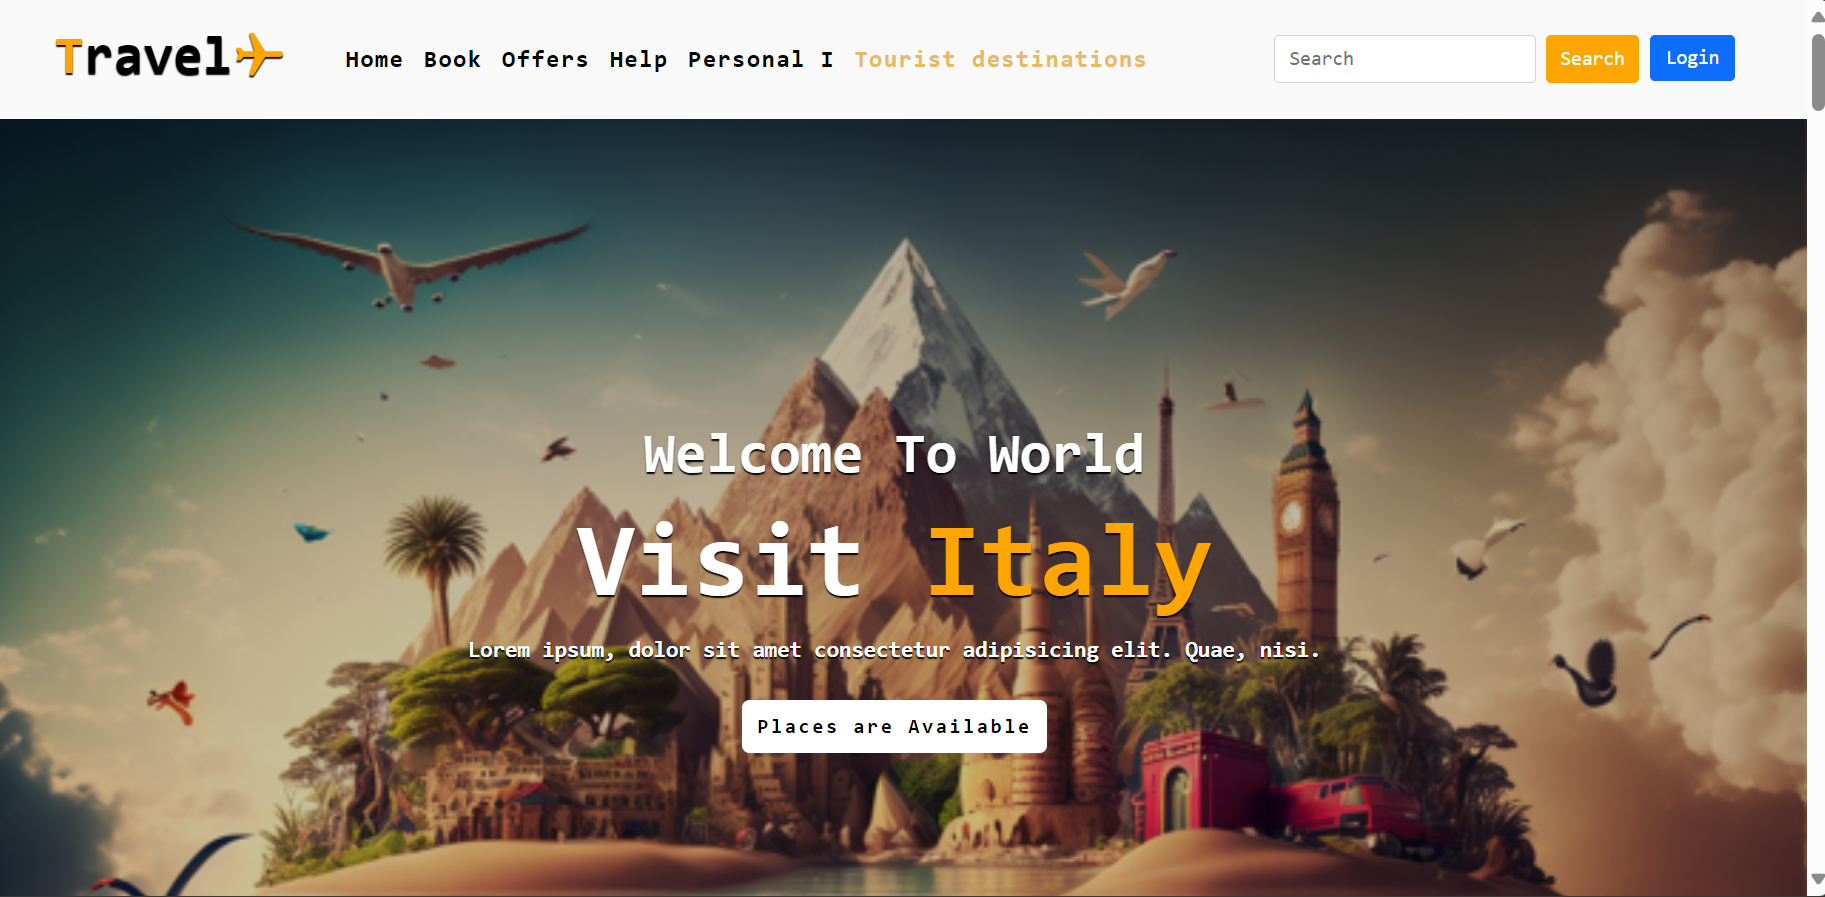 Travel
Home Book Offers Help Personal I Tourist destinations
Search
Search
Login
Welcome To World
Visit Italy
Lorem ipsum, dolor sit amet consectetur adipisicing elit. Quae, nisi.
Places are Available